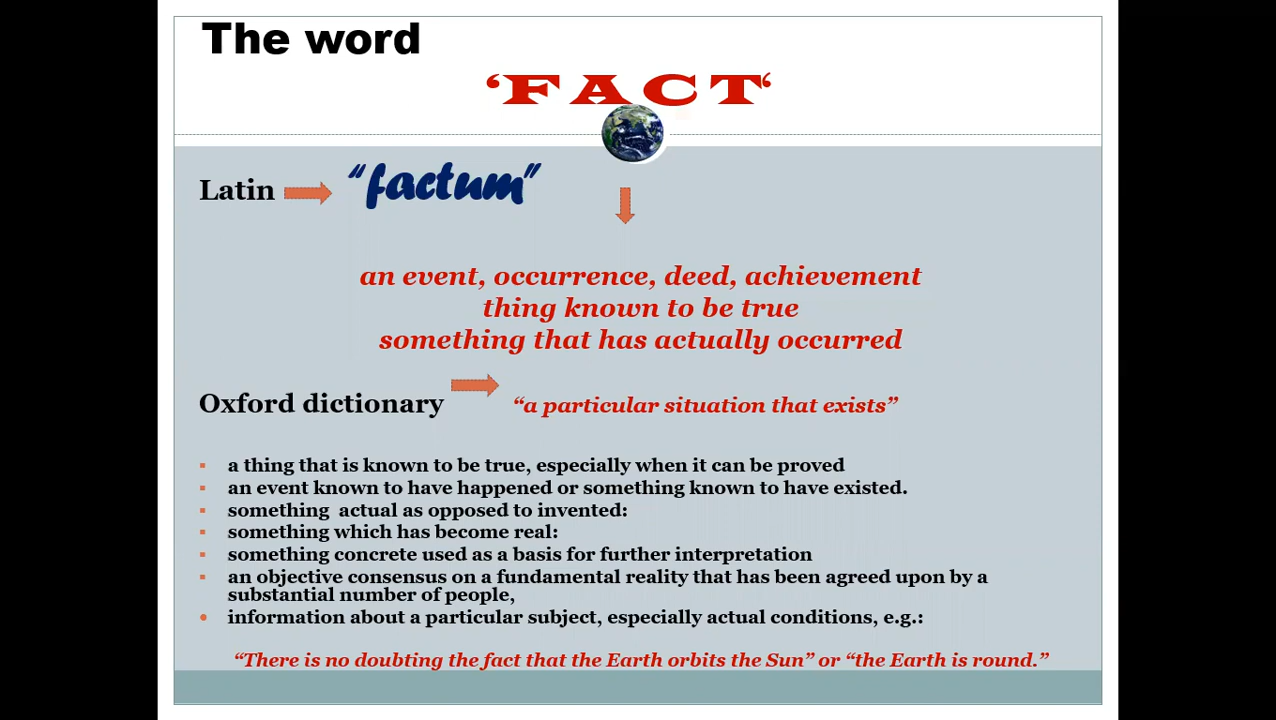 The word
‘FACT‘
Latin
“factum”
an event, occurrence, deed, achievement
thing known to be true
something that has actually occurred
Oxford dictionary
“a particular situation that exists”
▪ a thing that is known to be true, especially when it can be proved
▪ an event known to have happened or something known to have existed.
▪ something  actual as opposed to invented:
▪ something which has become real:
▪ something concrete used as a basis for further interpretation
▪ an objective consensus on a fundamental reality that has been agreed upon by a
substantial number of people,
• information about a particular subject, especially actual conditions, e.g.:
“There is no doubting the fact that the Earth orbits the Sun” or “the Earth is round.”